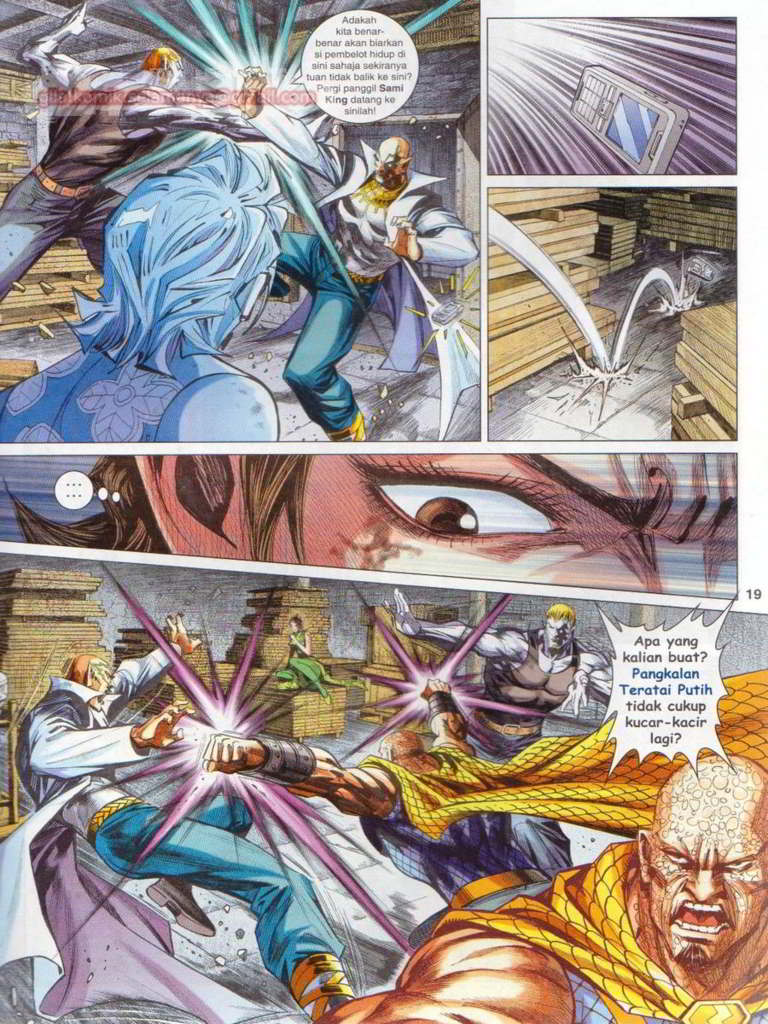 Adakah
kita benar-
benar akan biarkan
si pembelot hidup di
sini sahaja sekiranya
tuan tidak balik ke sini?
Pergi panggil Sami
King datang ke
sinilah!
...
19
Apa yang
kalian buat?
Pangkalan
Teratai Putih
tidak cukup
kucar-kacir
lagi?